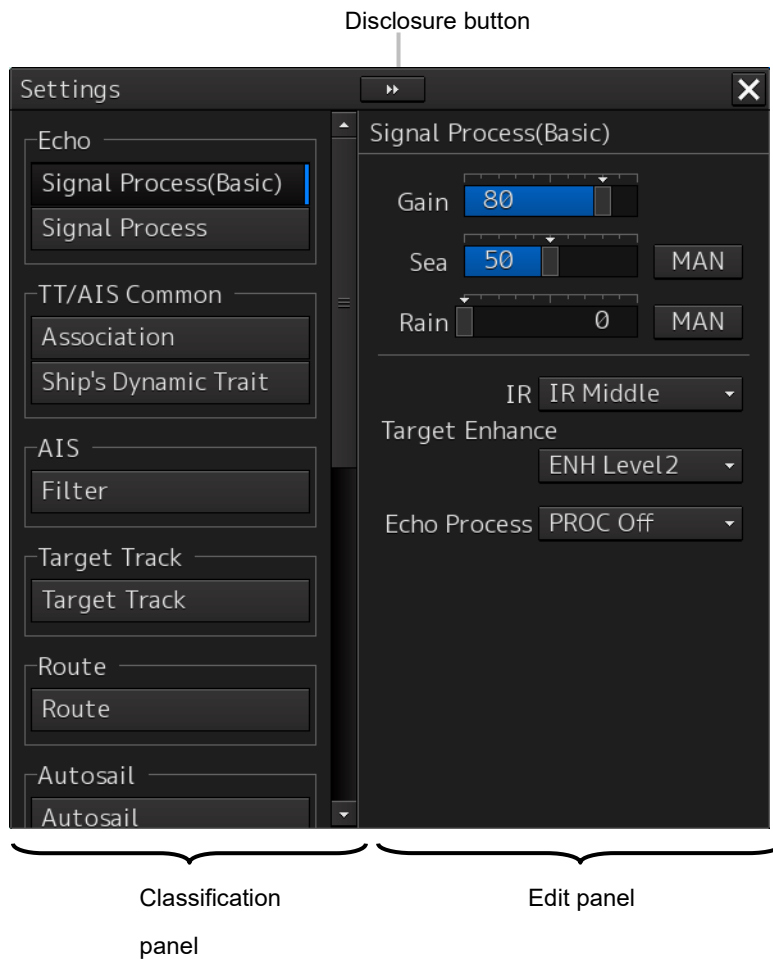 Disclosure button
Settings
Echo
Signal Process(Basic)
Signal Process
TT/AIS Common
Association
Ship's Dynamic Trait
AIS
Filter
Target Track
Target Track
Route
Route
Autosail
Autosail
Signal Process(Basic)
Gain 80
Sea 50 MAN
Rain 0 MAN
IR IR Middle
Target Enhance
ENH Level2
Echo Process PROC Off
Classification
panel
Edit panel